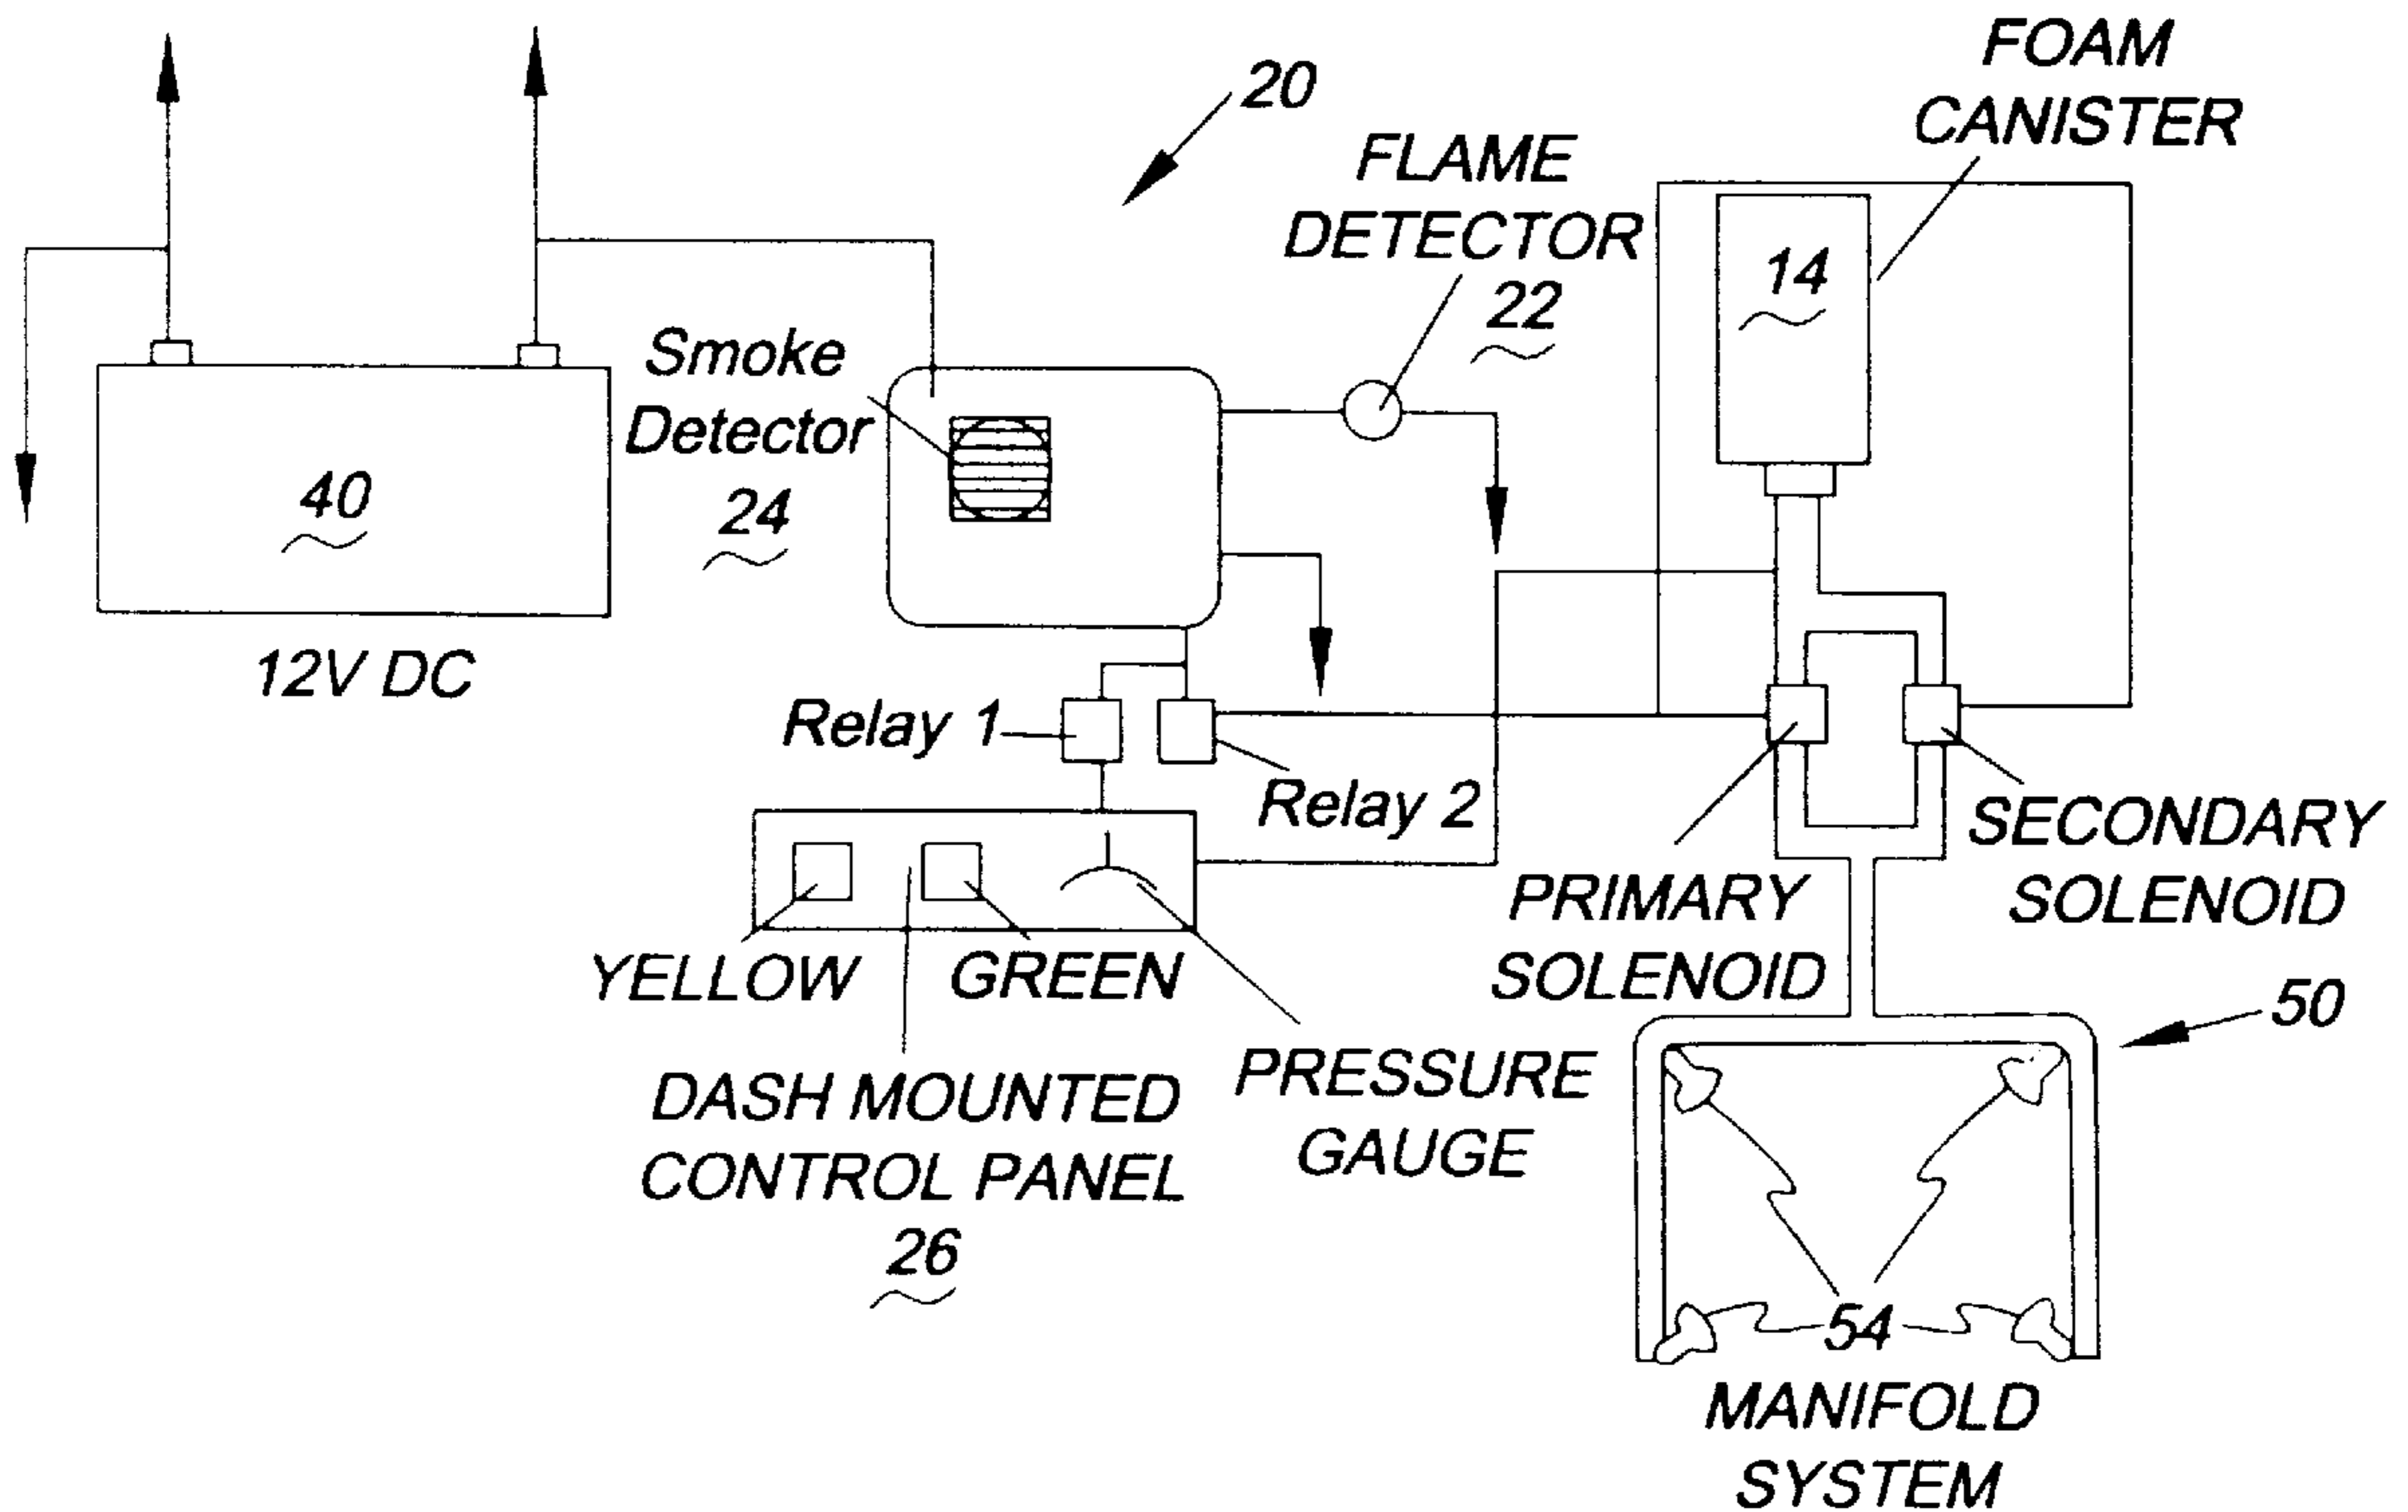 20
FOAM
CANISTER
FLAME
DETECTOR
22
14
Smoke
Detector
24
40
12V DC
Relay 1
Relay 2
SECONDARY
SOLENOID
PRIMARY
SOLENOID
YELLOW
GREEN
50
PRESSURE
GAUGE
DASH MOUNTED
CONTROL PANEL
26
54
MANIFOLD
SYSTEM